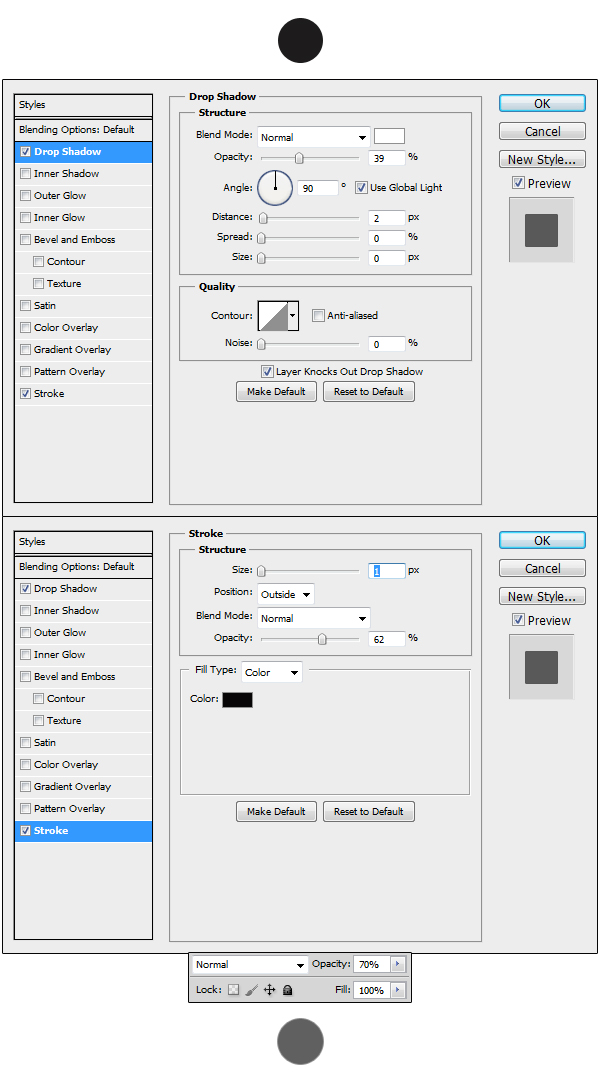 Styles
Blending Options: Default
Drop Shadow
Inner Shadow
Outer Glow
Inner Glow
Bevel and Emboss
Contour
Texture
Satin
Color Overlay
Gradient Overlay
Pattern Overlay
Stroke
Drop Shadow
Structure
Blend Mode: Normal
Opacity: 39 %
Angle: 90 ° Use Global Light
Distance: 2 px
Spread: 0 %
Size: 0 px
Quality
Contour: Anti-aliased
Noise: 0 %
Layer Knocks Out Drop Shadow
Make Default Reset to Default
OK
Cancel
New Style...
Preview
Styles
Blending Options: Default
Drop Shadow
Inner Shadow
Outer Glow
Inner Glow
Bevel and Emboss
Contour
Texture
Satin
Color Overlay
Gradient Overlay
Pattern Overlay
Stroke
Stroke
Structure
Size: 1 px
Position: Outside
Blend Mode: Normal
Opacity: 62 %
Fill Type: Color
Color:
Make Default Reset to Default
OK
Cancel
New Style...
Preview
Normal Opacity: 70%
Lock: Fill: 100%